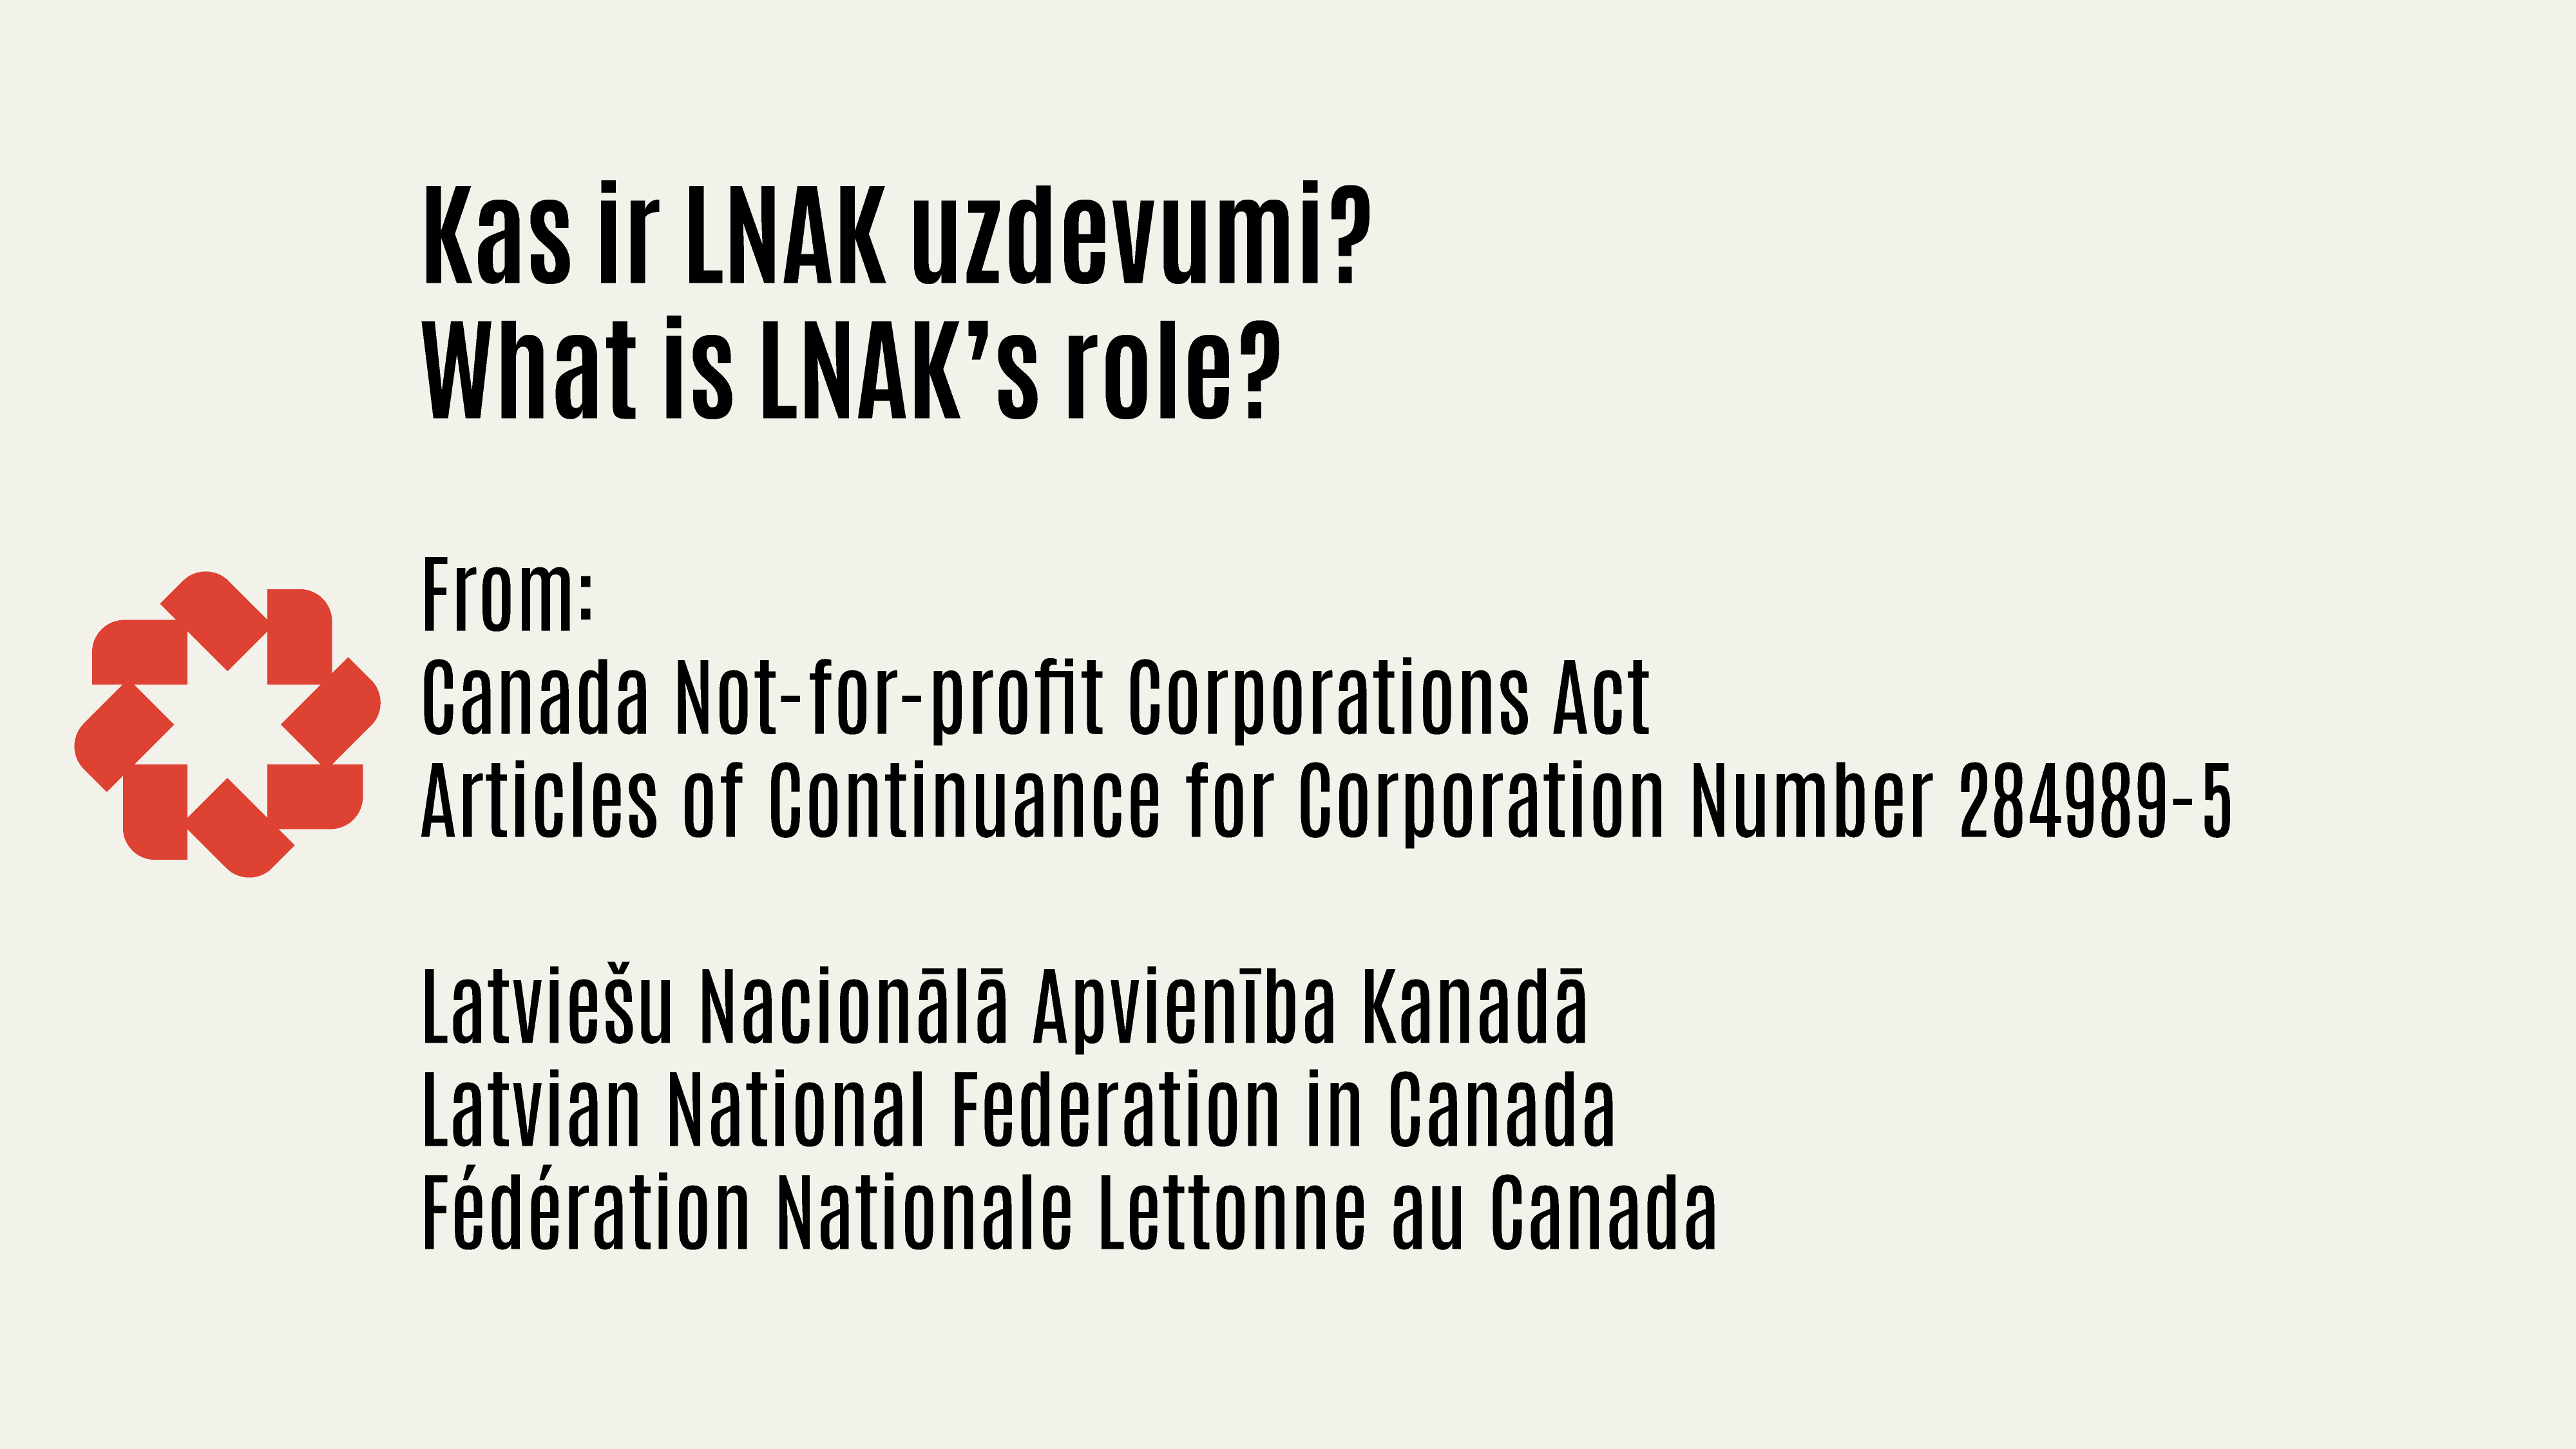 Kas ir LNAK uzdevumi?
What is LNAK’s role?
From:
Canada Not-for-profit Corporations Act
Articles of Continuance for Corporation Number 284989-5
Latviešu Nacionālā Apvienība Kanadā
Latvian National Federation in Canada
Fédération Nationale Lettonne au Canada